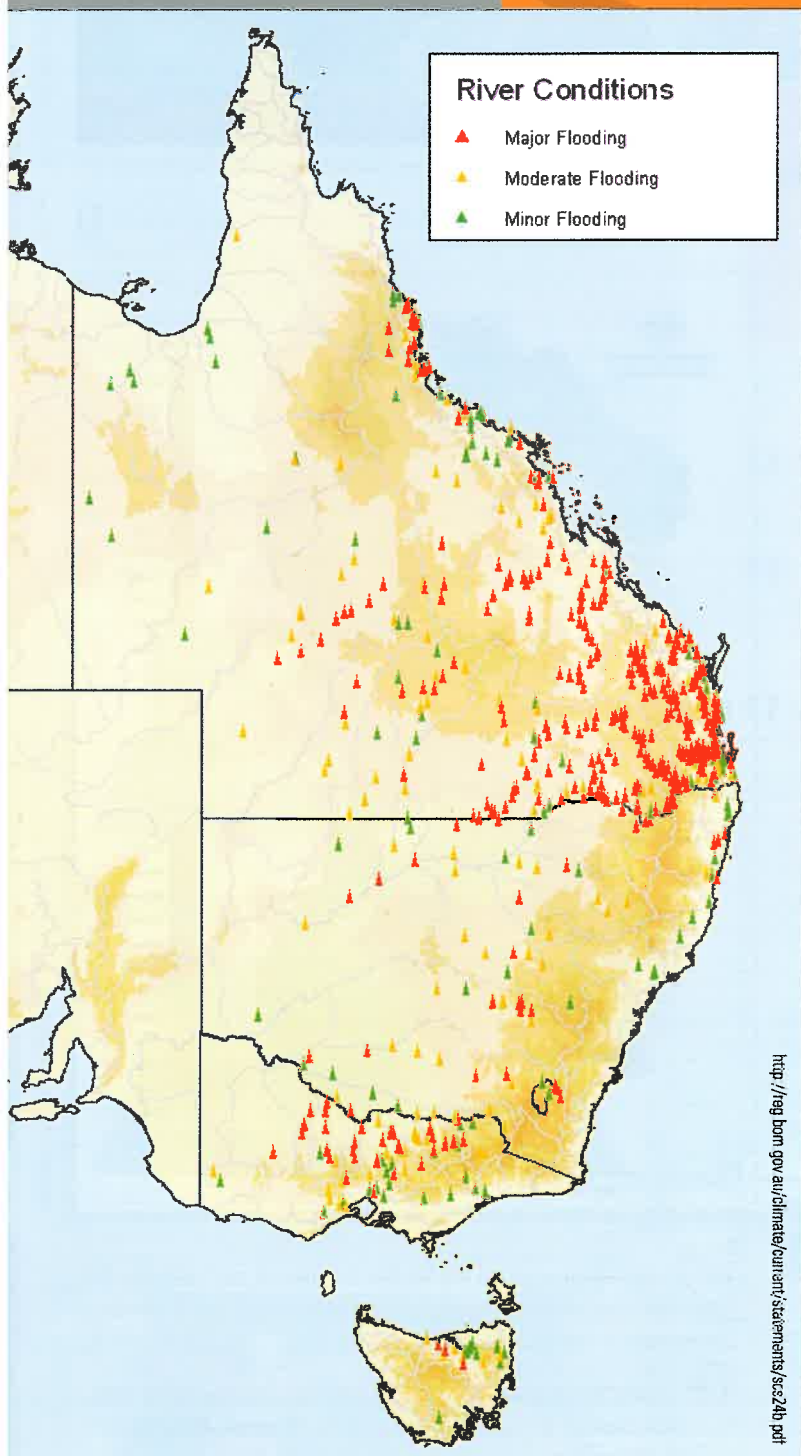 River Conditions
Major Flooding
Moderate Flooding
Minor Flooding
http://reg.bom.gov.au/climate/current/statements/scs24b.pdf